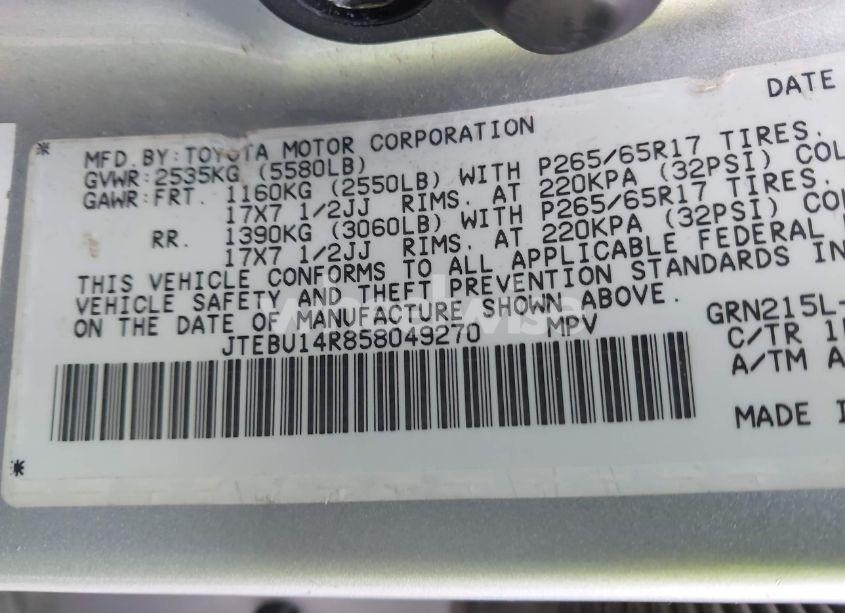 DATE
MFD. BY: TOYOTA MOTOR CORPORATION
GVWR: 2535KG (5580LB)
GAWR: FRT. 1160KG (2550LB) WITH P265/65R17 TIRES.
17X7 1/2JJ RIMS. AT 220KPA (32PSI) COL
RR. 1390KG (3060LB) WITH P265/65R17 TIRES.
17X7 1/2JJ RIMS. AT 220KPA (32PSI) CO
THIS VEHICLE CONFORMS TO ALL APPLICABLE FEDERAL
VEHICLE SAFETY AND THEFT PREVENTION STANDARDS IN
ON THE DATE OF MANUFACTURE SHOWN ABOVE.
JTEBU14R858049270 MPV
GRN215L-
C/TR 1
A/TM A
MADE I